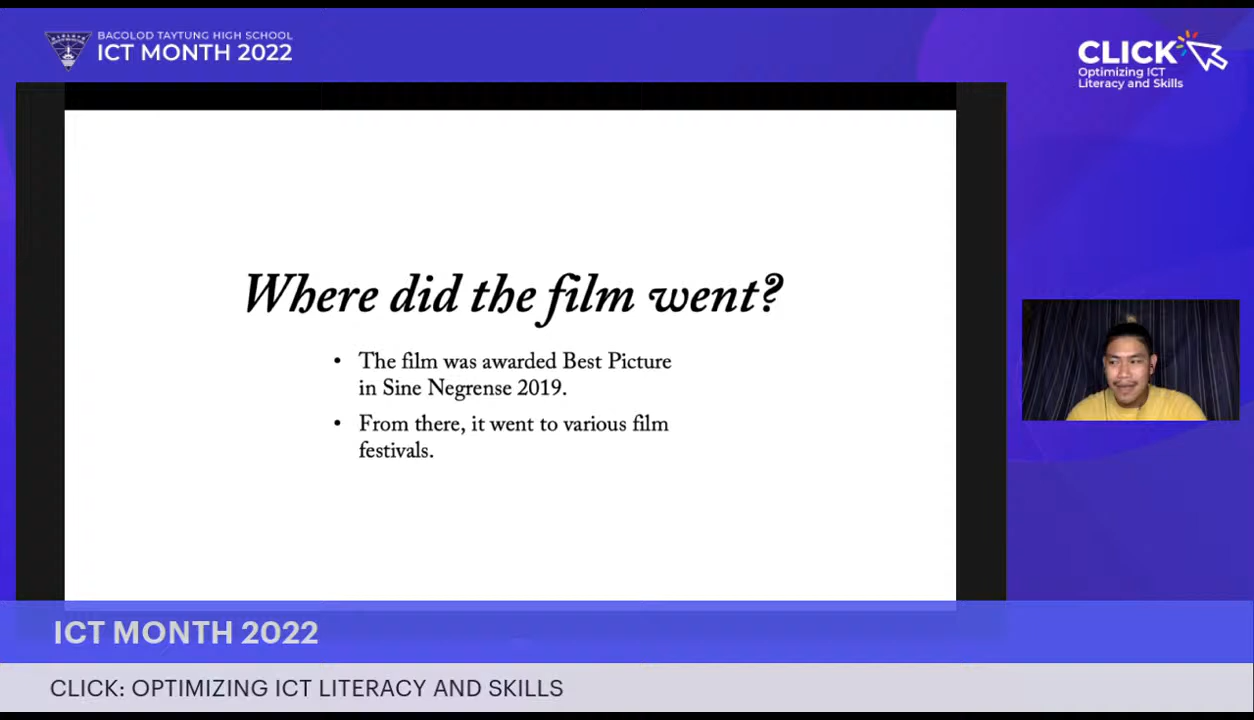 BACOLOD TAYTUNG HIGH SCHOOL
ICT MONTH 2022
CLICK
Optimizing ICT
Literacy and Skills
Where did the film went?
• The film was awarded Best Picture
in Sine Negrense 2019.
• From there, it went to various film
festivals.
ICT MONTH 2022
CLICK: OPTIMIZING ICT LITERACY AND SKILLS